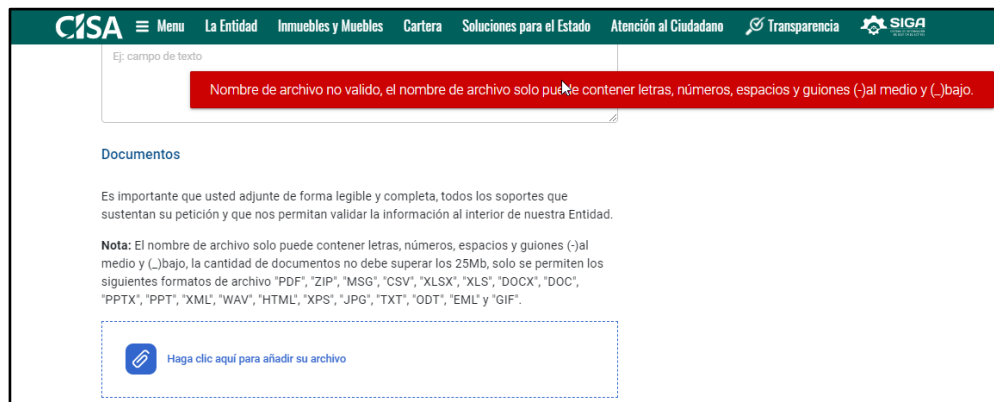 CISA Menu La Entidad Inmuebles y Muebles Cartera Soluciones para el Estado Atención al Ciudadano Transparencia SIGA
Ej: campo de texto
Nombre de archivo no valido, el nombre de archivo solo puede contener letras, números, espacios y guiones (-)al medio y (_)bajo.
Documentos
Es importante que usted adjunte de forma legible y completa, todos los soportes que
sustentan su petición y que nos permitan validar la información al interior de nuestra Entidad.
Nota: El nombre de archivo solo puede contener letras, números, espacios y guiones (-)al
medio y (_)bajo, la cantidad de documentos no debe superar los 25Mb, solo se permiten los
siguientes formatos de archivo "PDF", "ZIP", "MSG", "CSV", "XLSX", "XLS", "DOCX", "DOC",
"PPTX", "PPT", "XML", "WAV", "HTML", "XPS", "JPG", "TXT", "ODT", "EML" y "GIF".
Haga clic aquí para añadir su archivo